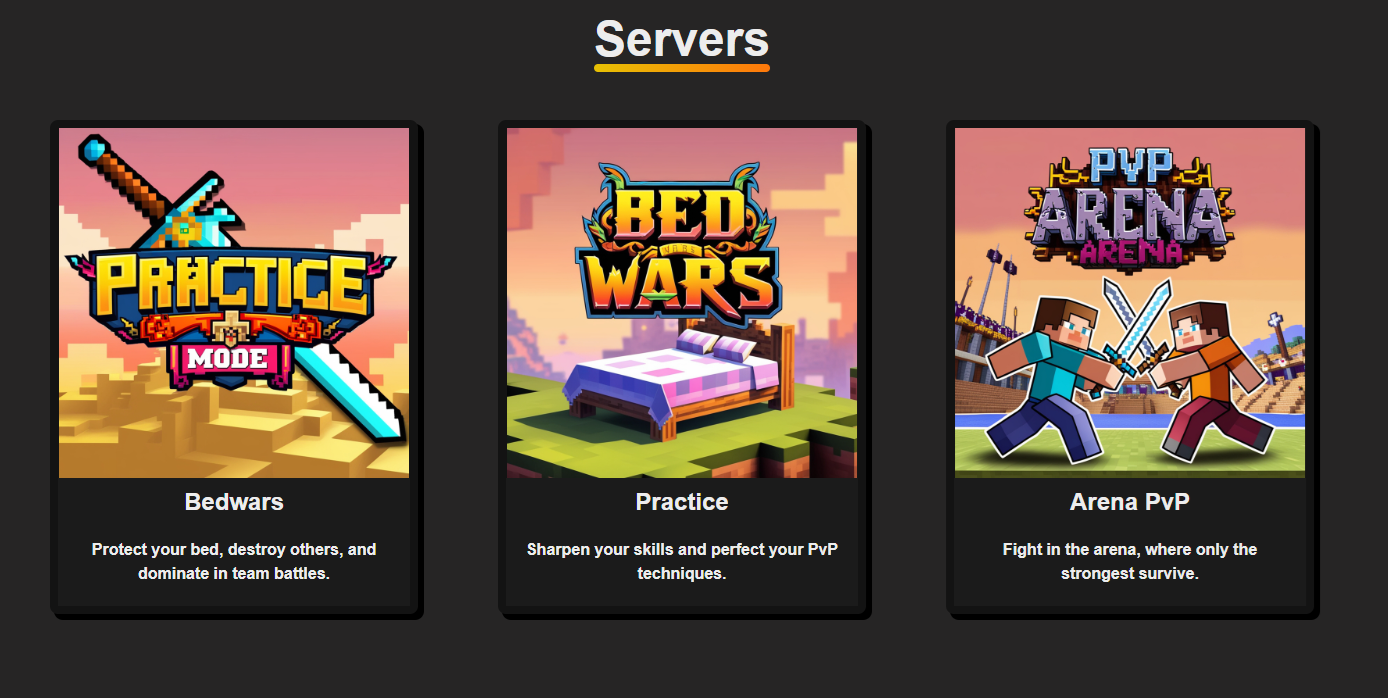 Servers
PRACTICE
MODE
Bedwars
Protect your bed, destroy others, and
dominate in team battles.
BED
WARS
Practice
Sharpen your skills and perfect your PvP
techniques.
PVP
ARENA
ARENA
Arena PvP
Fight in the arena, where only the
strongest survive.